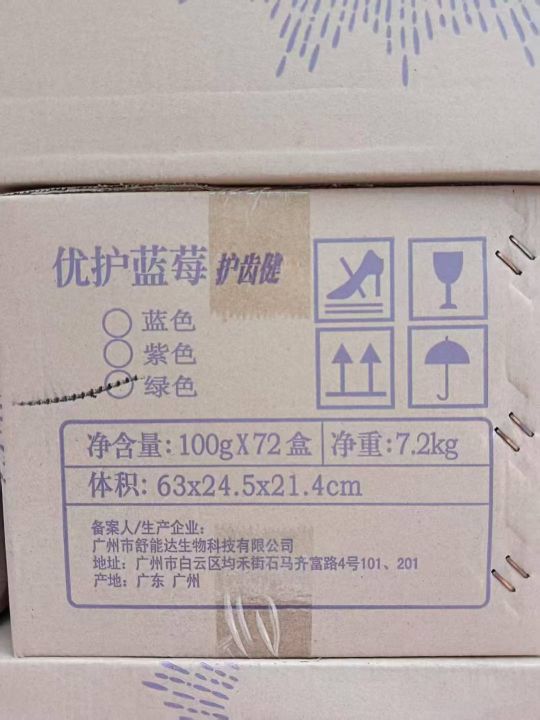 优护蓝莓 护齿健
蓝色
紫色
绿色
净含量:100gX72盒 净重:7.2kg
体积:63x24.5x21.4cm
备案人/生产企业:
广州市舒能达生物科技有限公司
地址:广州市白云区均禾街石马齐富路4号101、201
产地:广东 广州